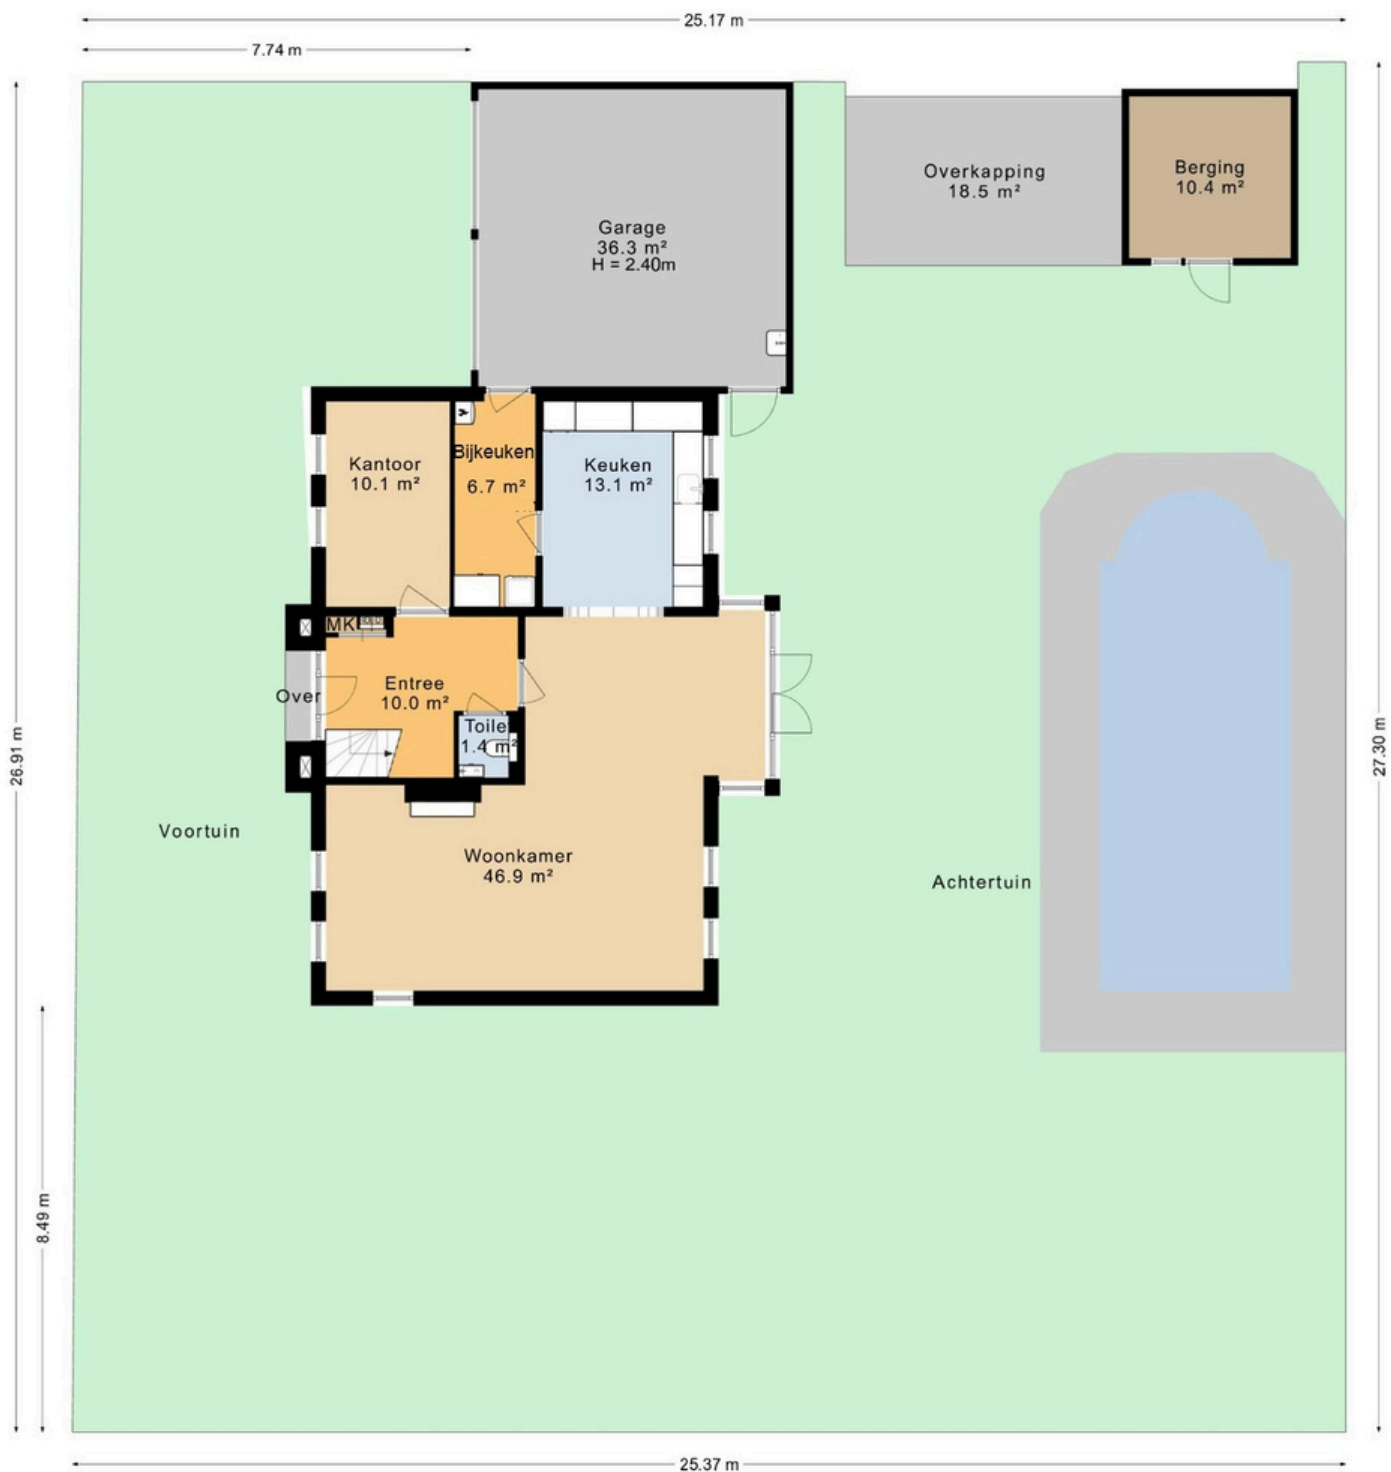 25.17 m
7.74 m
Overkapping
18.5 m²
Berging
10.4 m²
Garage
36.3 m²
H = 2.40m
Bijkeuken
6.7 m²
Kantoor
10.1 m²
Keuken
13.1 m²
MK
Over
Entree
10.0 m²
Toile
1.4 m²
26.91 m
27.30 m
Voortuin
Woonkamer
46.9 m²
Achtertuin
8.49 m
25.37 m